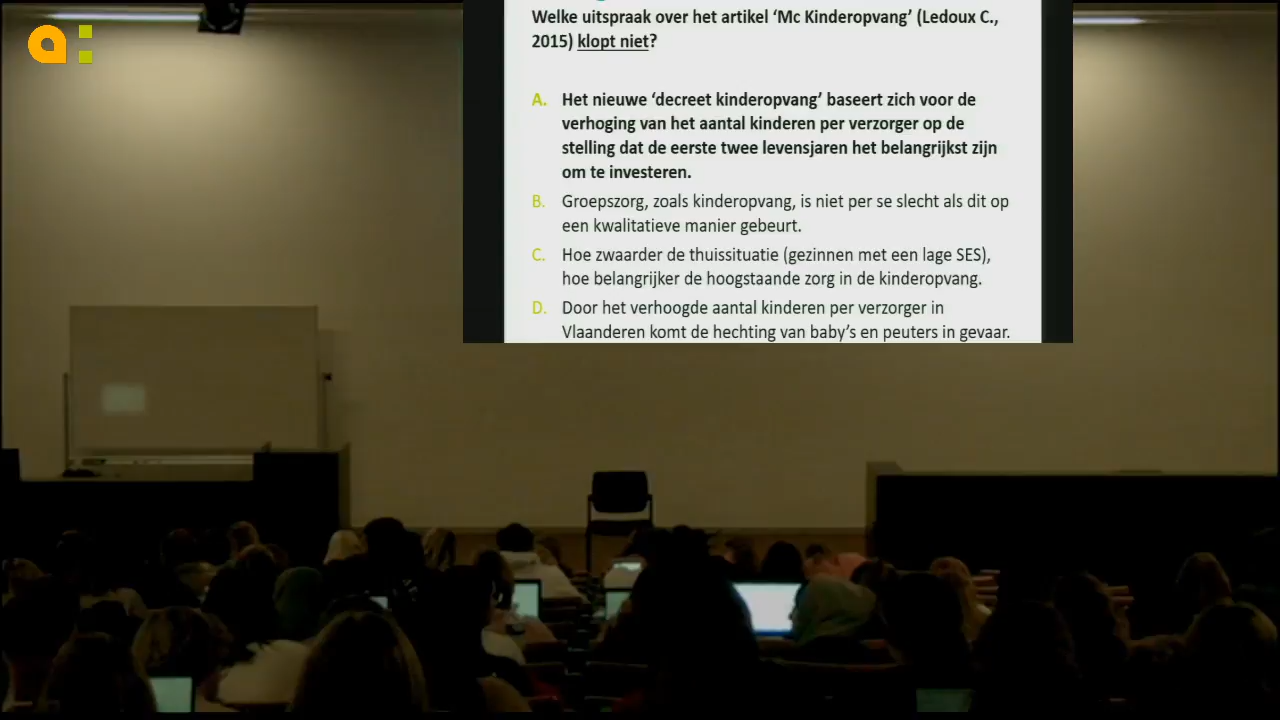 Welke uitspraak over het artikel ‘Mc Kinderopvang’ (Ledoux C.,
2015) klopt niet?
A. Het nieuwe ‘decreet kinderopvang’ baseert zich voor de
verhoging van het aantal kinderen per verzorger op de
stelling dat de eerste twee levensjaren het belangrijkst zijn
om te investeren.
B. Groepszorg, zoals kinderopvang, is niet per se slecht als dit op
een kwalitatieve manier gebeurt.
C. Hoe zwaarder de thuissituatie (gezinnen met een lage SES),
hoe belangrijker de hoogstaande zorg in de kinderopvang.
D. Door het verhoogde aantal kinderen per verzorger in
Vlaanderen komt de hechting van baby’s en peuters in gevaar.